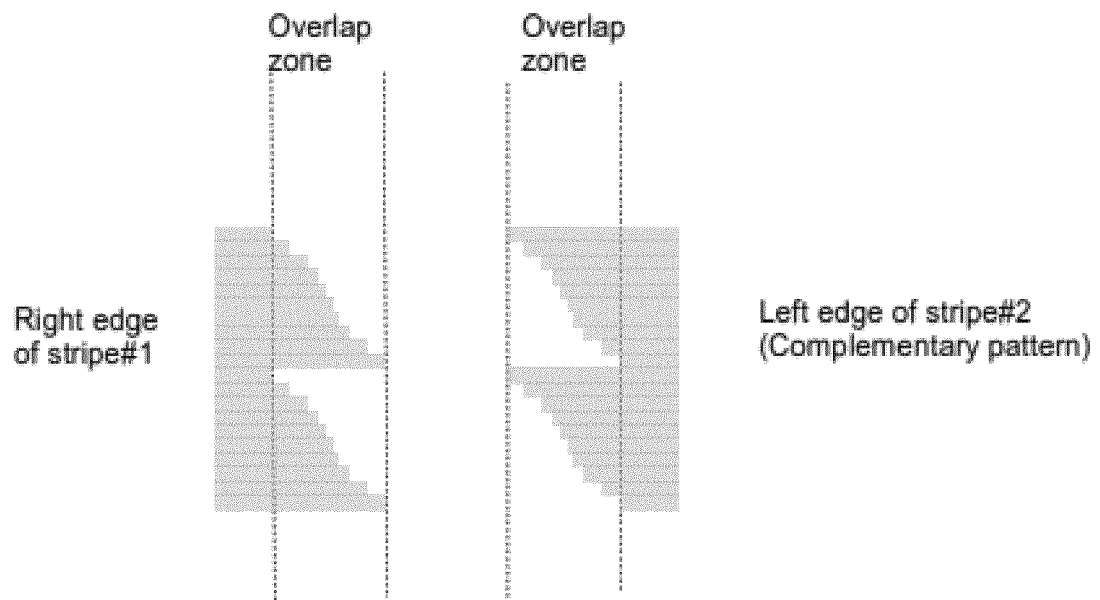 Overlap
zone
Overlap
zone
Right edge
of stripe#1
Left edge of stripe#2
(Complementary pattern)